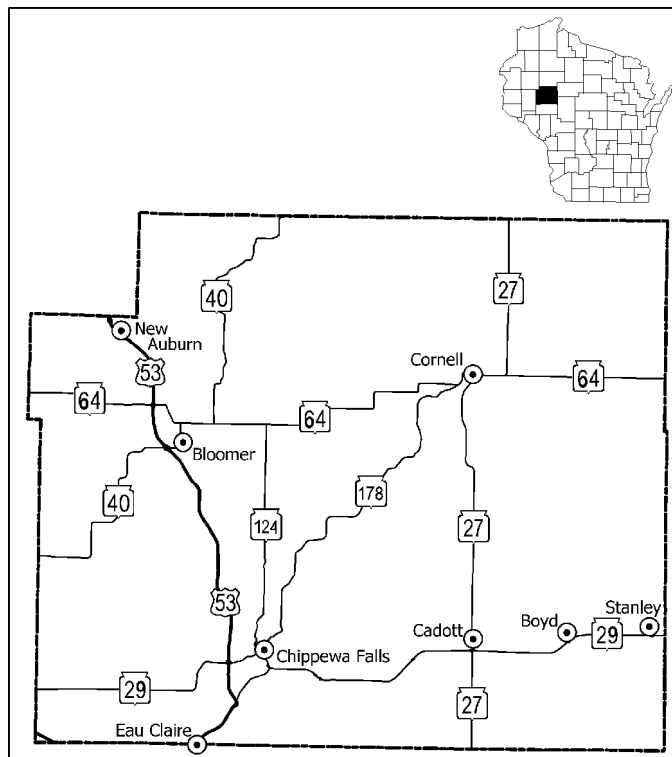 40
27
New
Auburn
53
Cornell
64
64
64
Bloomer
178
40
124
27
53
Stanley
Boyd
Cadott
29
Chippewa Falls
29
27
Eau Claire